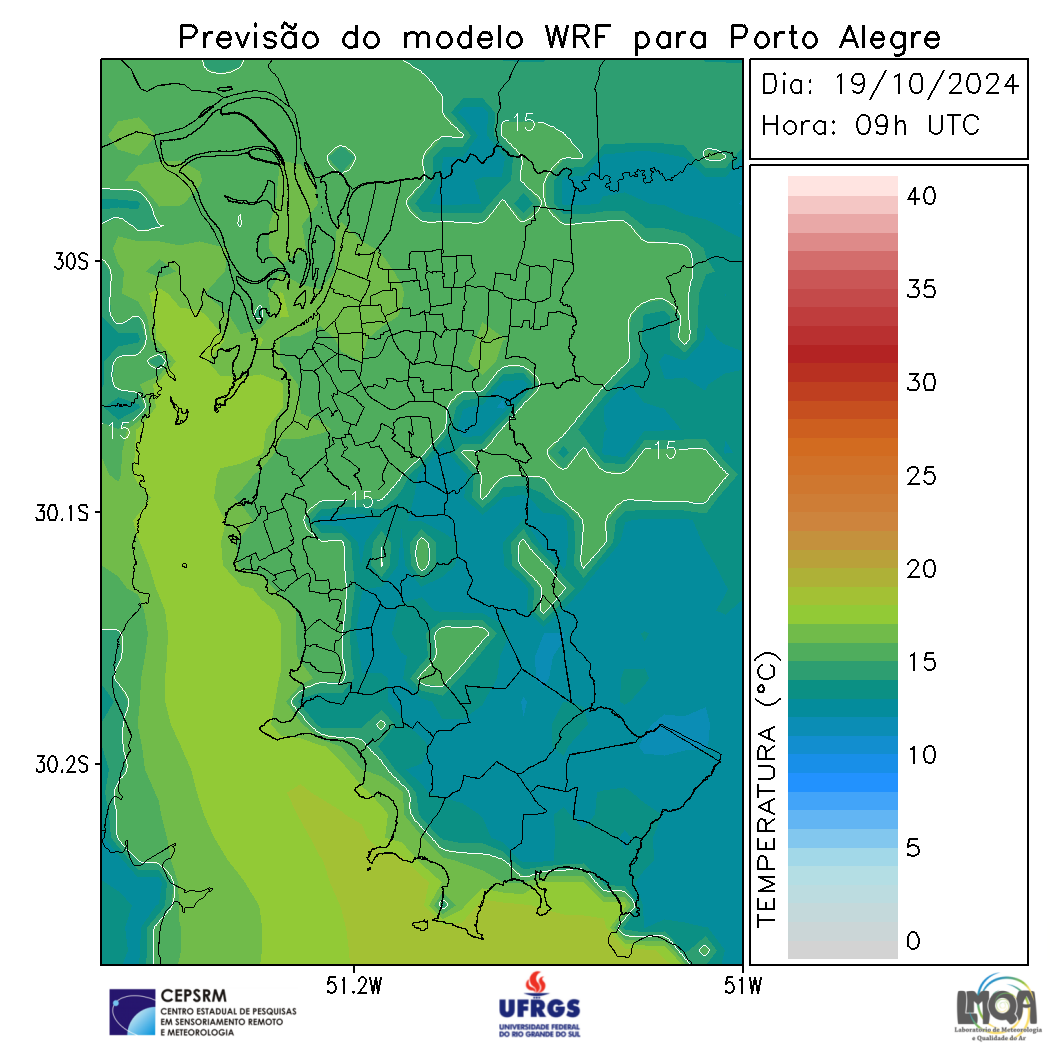 Previsão do modelo WRF para Porto Alegre
Dia: 19/10/2024
Hora: 09h UTC
40
35
30
25
20
15
10
5
0
TEMPERATURA (°C)
15
15
15
15
30S
30.1S
30.2S
51.2W
51W
CEPSRM
CENTRO ESTADUAL DE PESQUISAS
EM SENSORIAMENTO REMOTO
E METEOROLOGIA
UFRGS
UNIVERSIDADE FEDERAL
DO RIO GRANDE DO SUL
LMQA
Laboratório de Meteorologia
e Qualidade do Ar